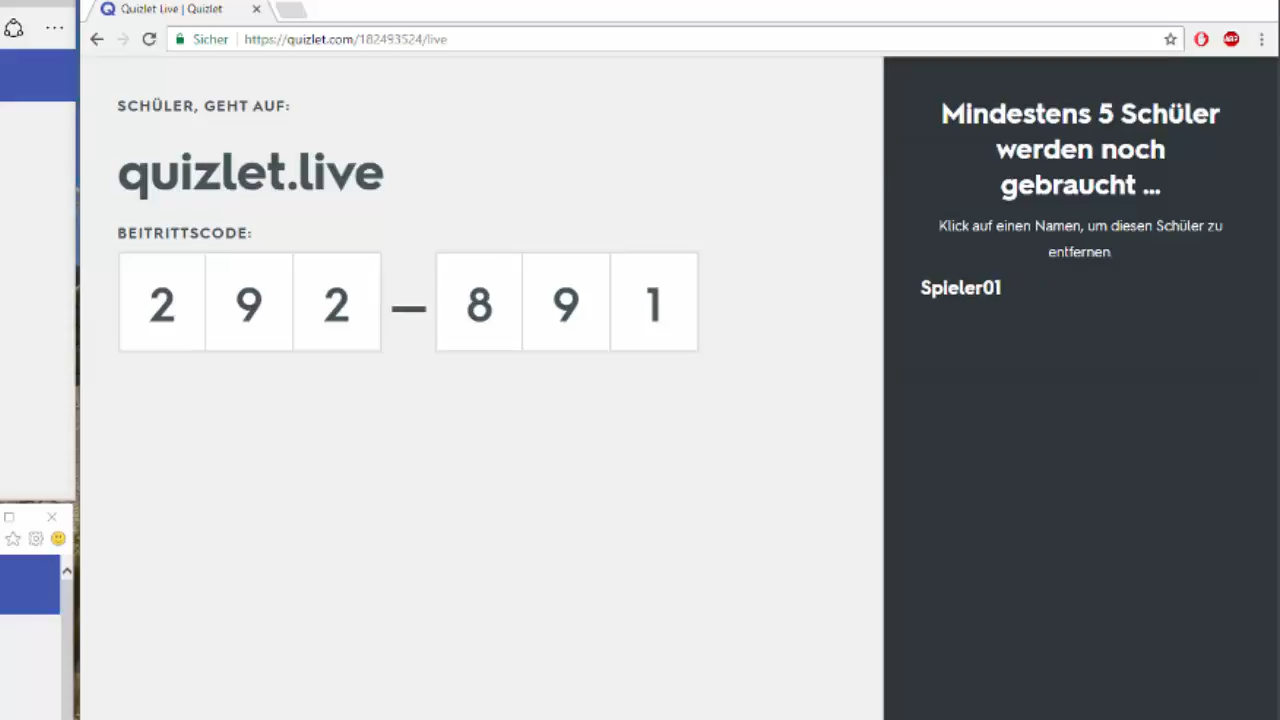 Quizlet Live | Quizlet
Sicher
https://quizlet.com/182493524/live
SCHÜLER, GEHT AUF:
quizlet.live
BEITRITTSCODE:
2 9 2 — 8 9 1
Mindestens 5 Schüler
werden noch
gebraucht ...
Klick auf einen Namen, um diesen Schüler zu
entfernen
Spieler01